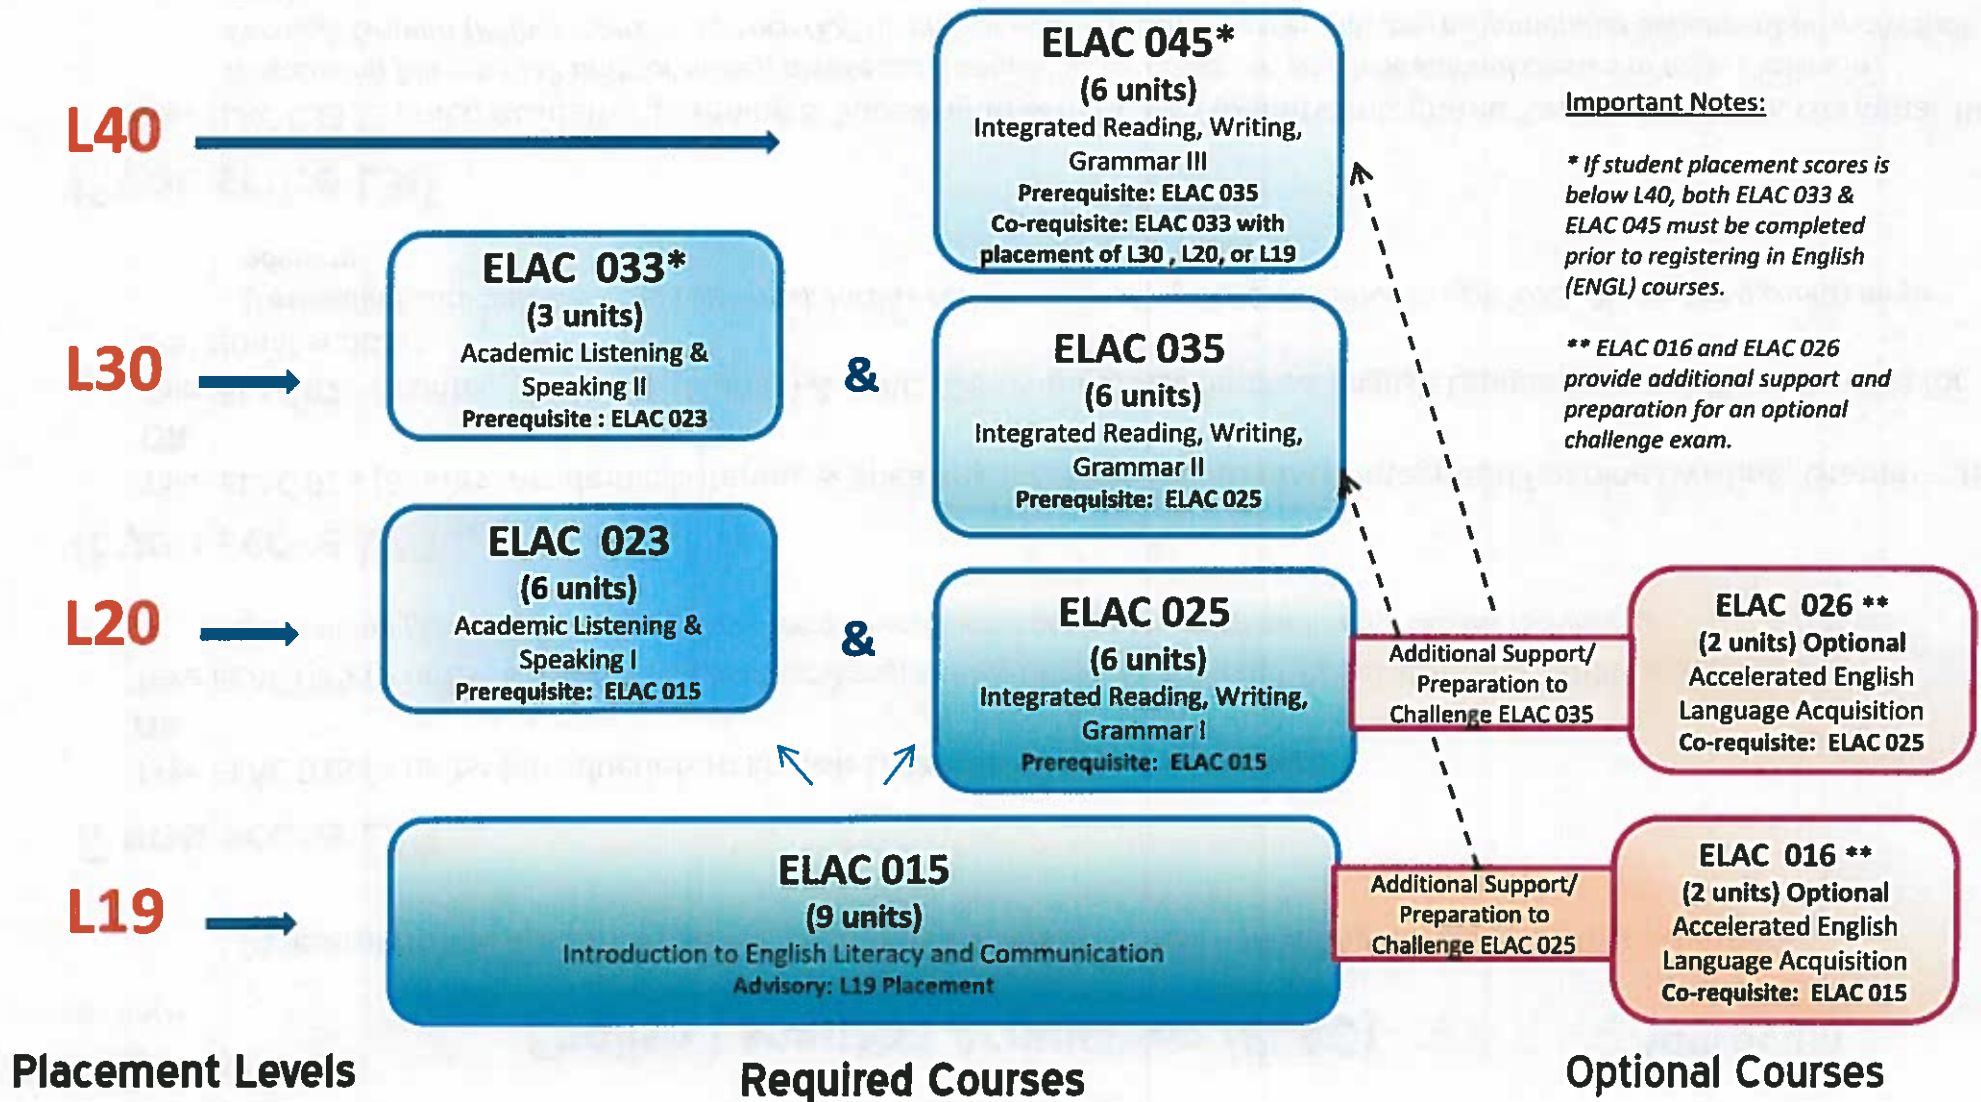 L40
ELAC 045*
(6 units)
Integrated Reading, Writing,
Grammar III
Prerequisite: ELAC 035
Co-requisite: ELAC 033 with
placement of L30 , L20, or L19
Important Notes:
* If student placement scores is
below L40, both ELAC 033 &
ELAC 045 must be completed
prior to registering in English
(ENGL) courses.
** ELAC 016 and ELAC 026
provide additional support and
preparation for an optional
challenge exam.
L30
ELAC 033*
(3 units)
Academic Listening &
Speaking II
Prerequisite : ELAC 023
&
ELAC 035
(6 units)
Integrated Reading, Writing,
Grammar II
Prerequisite: ELAC 025
L20
ELAC 023
(6 units)
Academic Listening &
Speaking I
Prerequisite: ELAC 015
&
ELAC 025
(6 units)
Integrated Reading, Writing,
Grammar I
Prerequisite: ELAC 015
Additional Support/
Preparation to
Challenge ELAC 035
ELAC 026 **
(2 units) Optional
Accelerated English
Language Acquisition
Co-requisite: ELAC 025
L19
ELAC 015
(9 units)
Introduction to English Literacy and Communication
Advisory: L19 Placement
Additional Support/
Preparation to
Challenge ELAC 025
ELAC 016 **
(2 units) Optional
Accelerated English
Language Acquisition
Co-requisite: ELAC 015
Placement Levels
Required Courses
Optional Courses